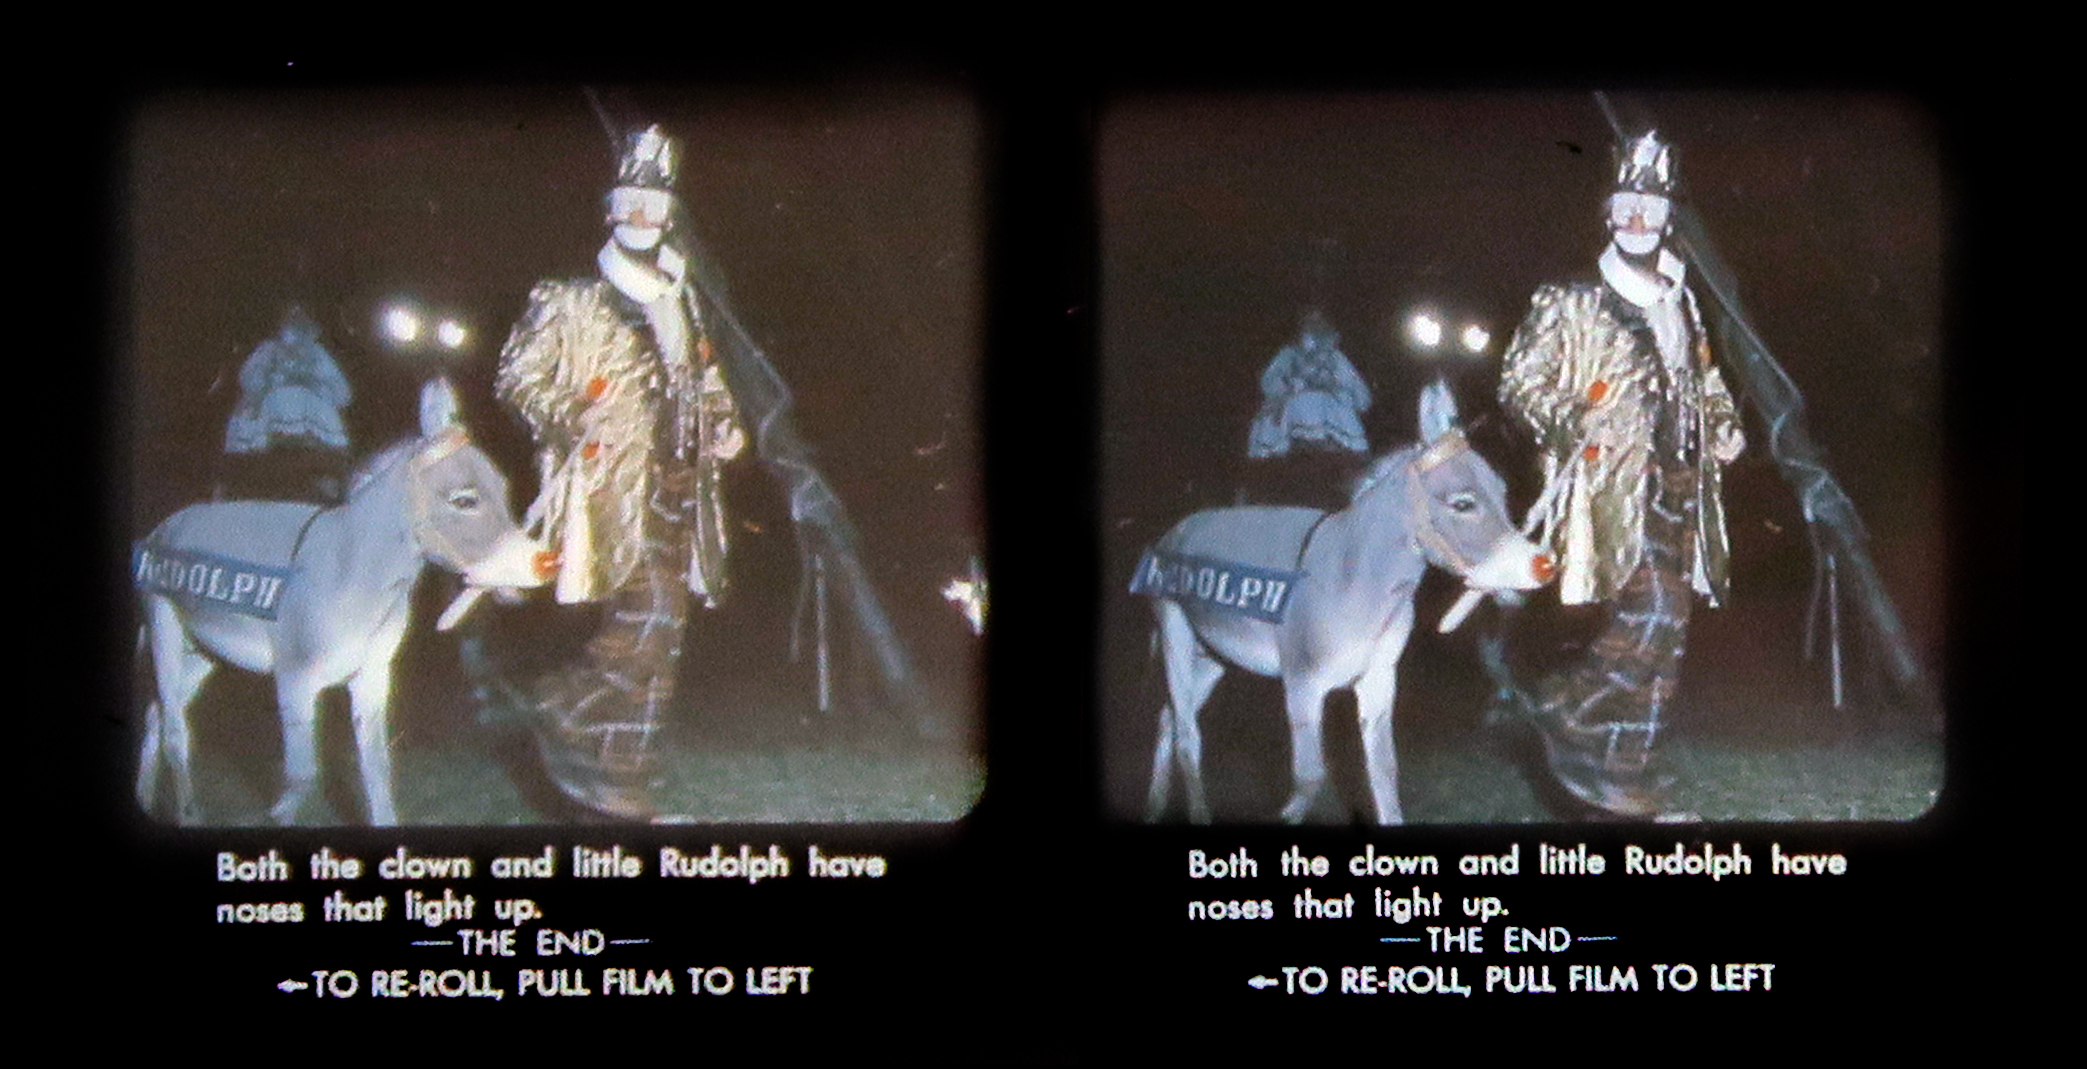 RUDOLPH
Both the clown and little Rudolph have
noses that light up.
—THE END—
←TO RE-ROLL, PULL FILM TO LEFT
RUDOLPH
Both the clown and little Rudolph have
noses that light up.
—THE END—
←TO RE-ROLL, PULL FILM TO LEFT